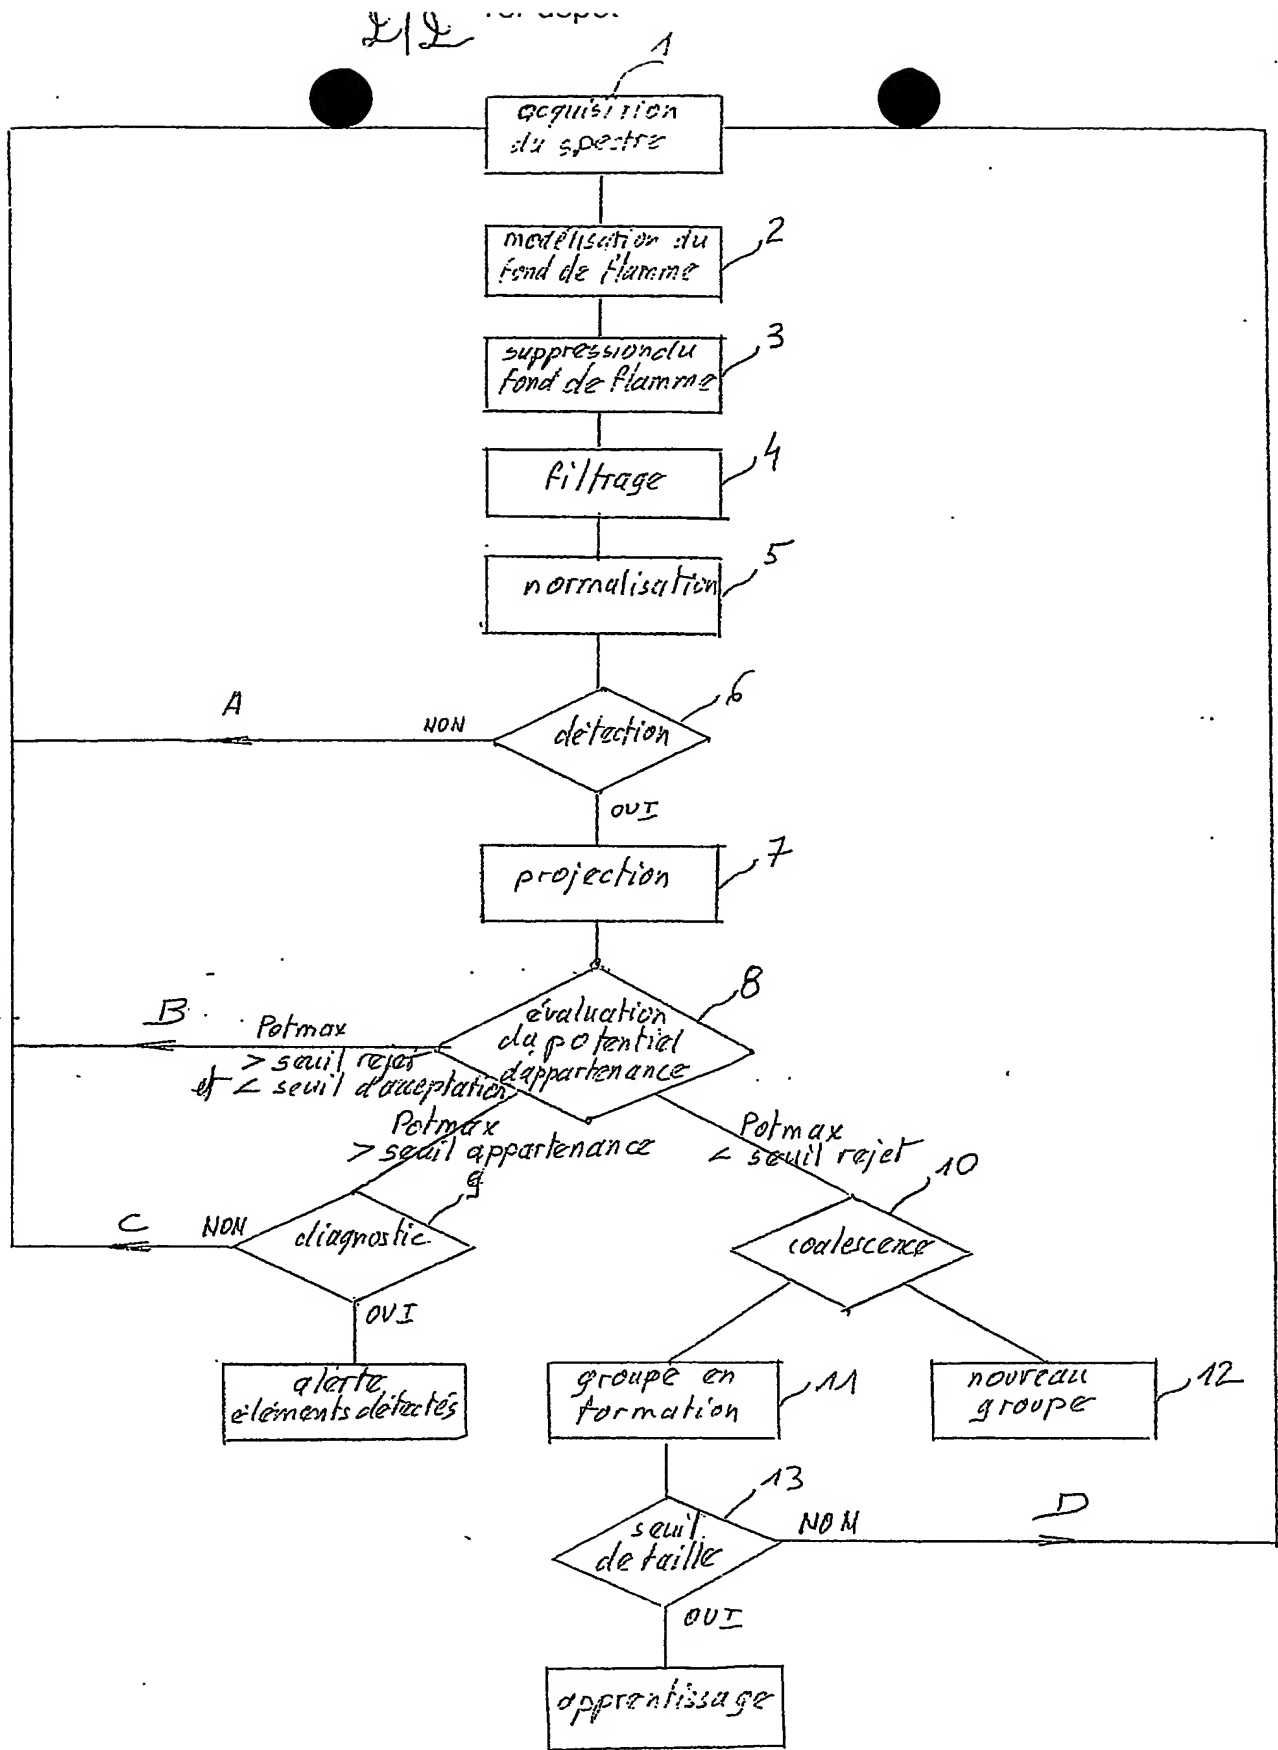 2/2
1
acquisition
du spectre
2
modélisation du
fond de flamme
3
suppression du
fond de flamme
4
filtrage
5
normalisation
6
A
NON
détection
OUI
7
projection
8
évaluation
du potentiel
d'appartenance
B
Potmax
> seuil rejet
et < seuil d'acceptation
Potmax
> seuil appartenance
Potmax
< seuil rejet
9
10
C
NON
diagnostic
coalescence
OUI
alerte
éléments détectés
groupe en
formation
11
nouveau
groupe
12
13
seuil
de taille
NON
D
OUI
apprentissage